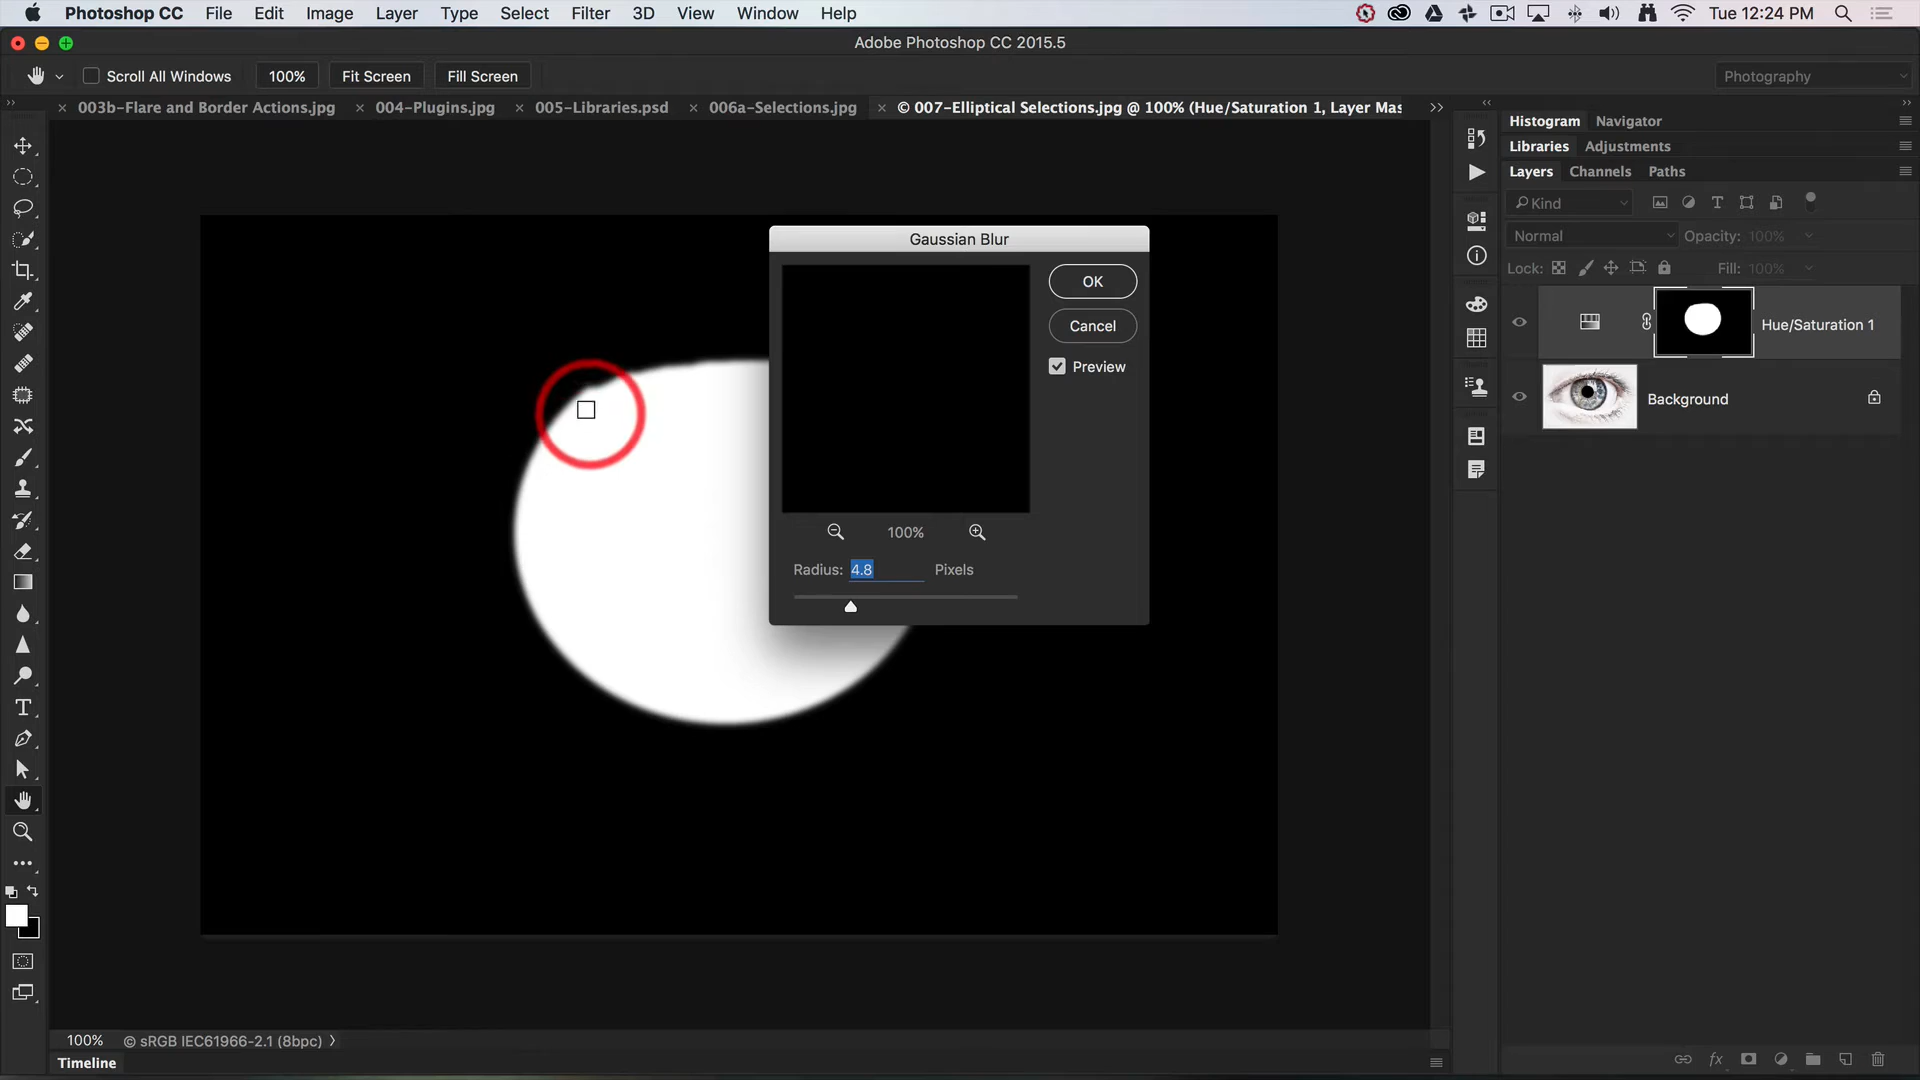 Photoshop CC File Edit Image Layer Type Select Filter 3D View Window Help Tue 12:24 PM
Adobe Photoshop CC 2015.5
Scroll All Windows 100% Fit Screen Fill Screen Photography
003b-Flare and Border Actions.jpg 004-Plugins.jpg 005-Libraries.psd 006a-Selections.jpg © 007-Elliptical Selections.jpg @ 100% (Hue/Saturation 1, Layer Mas
Histogram Navigator
Libraries Adjustments
Layers Channels Paths
Kind
Normal Opacity: 100%
Lock: Fill: 100%
Hue/Saturation 1
Background
Gaussian Blur
OK
Cancel
Preview
100%
Radius: 4.8 Pixels
100% © sRGB IEC61966-2.1 (8bpc)
Timeline